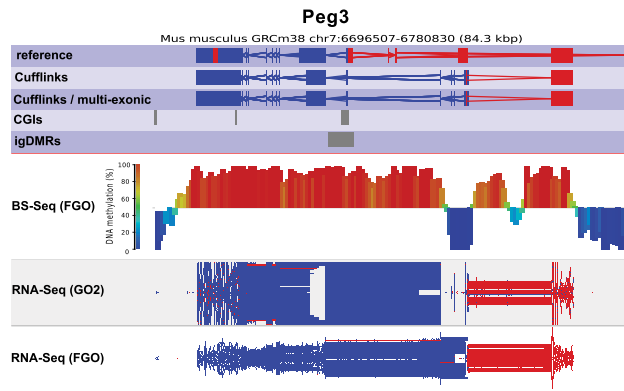 Peg3
Mus musculus GRCm38 chr7:6696507-6780830 (84.3 kbp)
reference
Cufflinks
Cufflinks / multi-exonic
CGIs
igDMRs
BS-Seq (FGO)
DNA methylation (%)
100
80
60
40
20
0
RNA-Seq (GO2)
RNA-Seq (FGO)